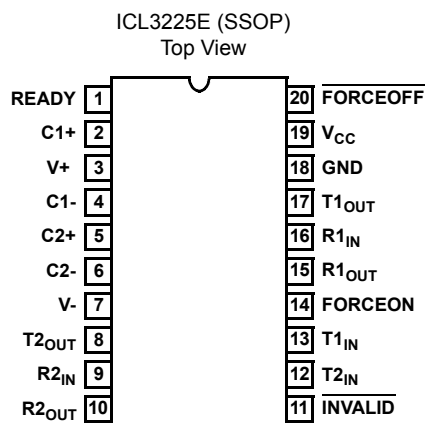 ICL3225E (SSOP)
Top View
READY 1 20 FORCEOFF
C1+ 2 19 VCC
V+ 3 18 GND
C1- 4 17 T1OUT
C2+ 5 16 R1IN
C2- 6 15 R1OUT
V- 7 14 FORCEON
T2OUT 8 13 T1IN
R2IN 9 12 T2IN
R2OUT 10 11 INVALID